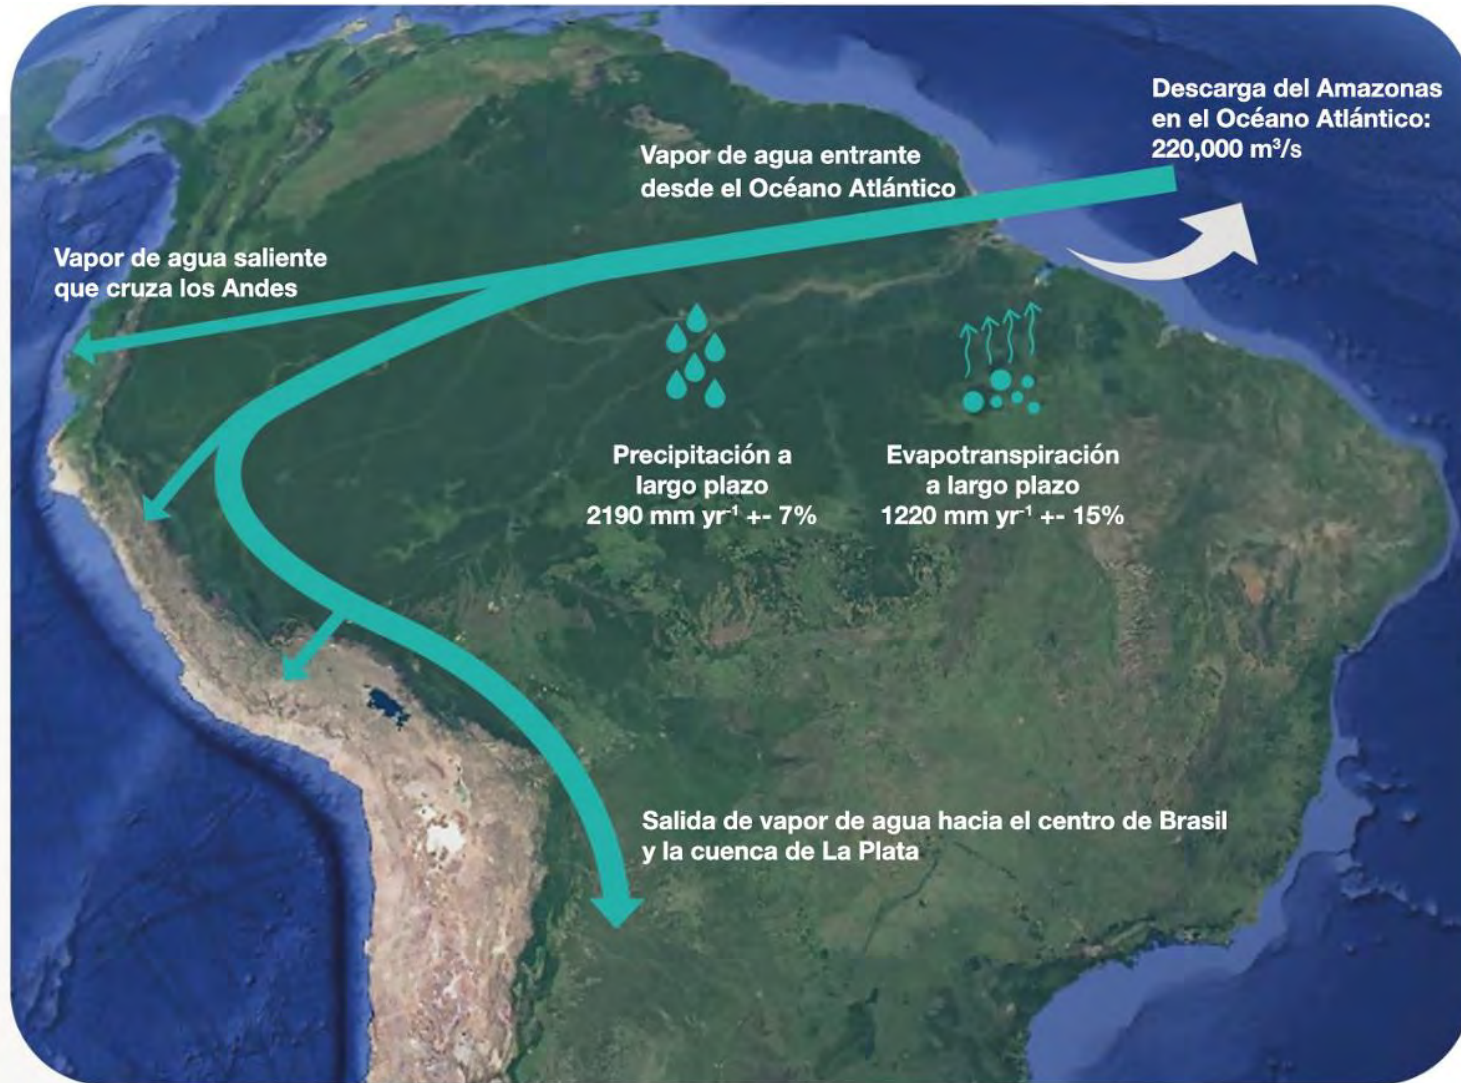 Descarga del Amazonas
en el Océano Atlántico:
220,000 m³/s
Vapor de agua entrante
desde el Océano Atlántico
Vapor de agua saliente
que cruza los Andes
Precipitación a
largo plazo
2190 mm yr⁻¹ +- 7%
Evapotranspiración
a largo plazo
1220 mm yr⁻¹ +- 15%
Salida de vapor de agua hacia el centro de Brasil
y la cuenca de La Plata